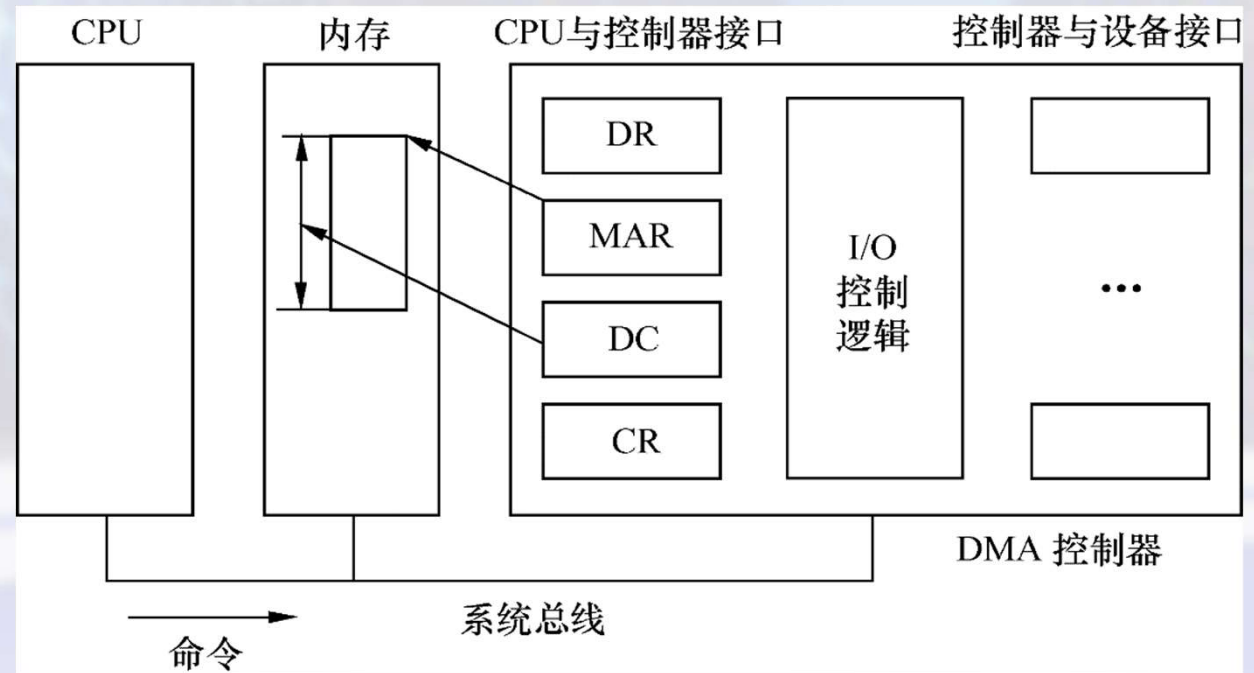 CPU
内存
CPU与控制器接口
控制器与设备接口
DR
MAR
DC
CR
I/O
控制
逻辑
...
DMA 控制器
系统总线
命令